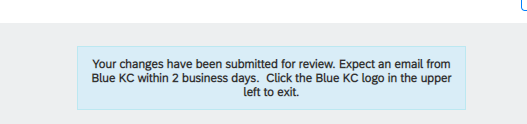 Your changes have been submitted for review. Expect an email from
Blue KC within 2 business days.  Click the Blue KC logo in the upper
left to exit.